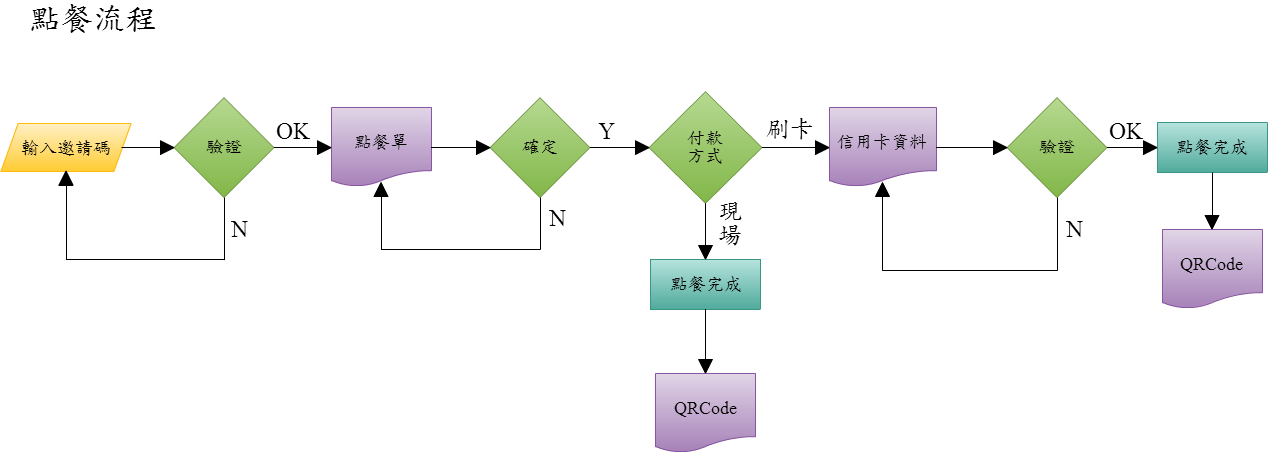 點餐流程
輸入邀請碼
驗證
OK
N
點餐單
確定
Y
N
付款
方式
刷卡
現
場
點餐完成
QRCode
信用卡資料
驗證
OK
N
點餐完成
QRCode